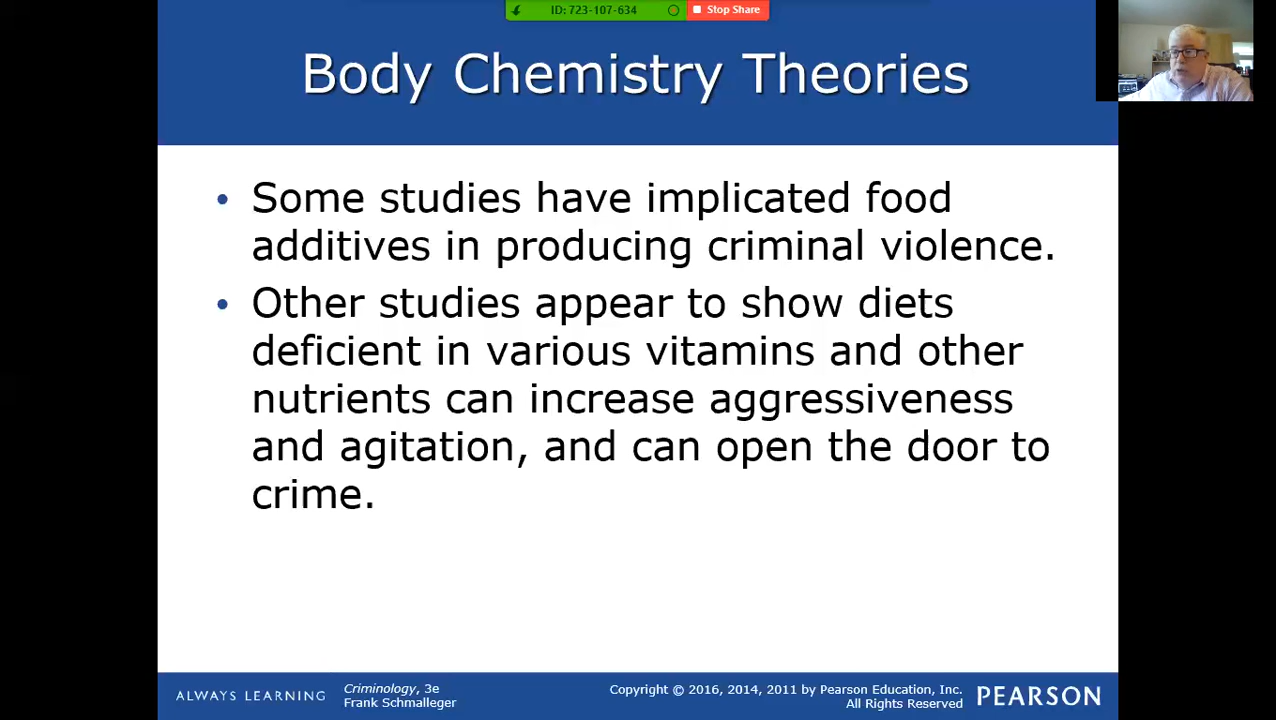 ID: 723-107-634 Stop Share
Body Chemistry Theories
• Some studies have implicated food
additives in producing criminal violence.
• Other studies appear to show diets
deficient in various vitamins and other
nutrients can increase aggressiveness
and agitation, and can open the door to
crime.
ALWAYS LEARNING
Criminology, 3e
Frank Schmalleger
Copyright © 2016, 2014, 2011 by Pearson Education, Inc.
All Rights Reserved
PEARSON